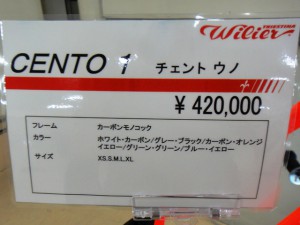 TRIESTINA
Wilier
CENTO 1 チェント ウノ
¥ 420,000
フレーム カーボンモノコック
カラー ホワイト・カーボン/グレー・ブラック/カーボン・オレンジ
イエロー/グリーン・グリーン/ブルー・イエロー
サイズ XS,S,M,L,XL